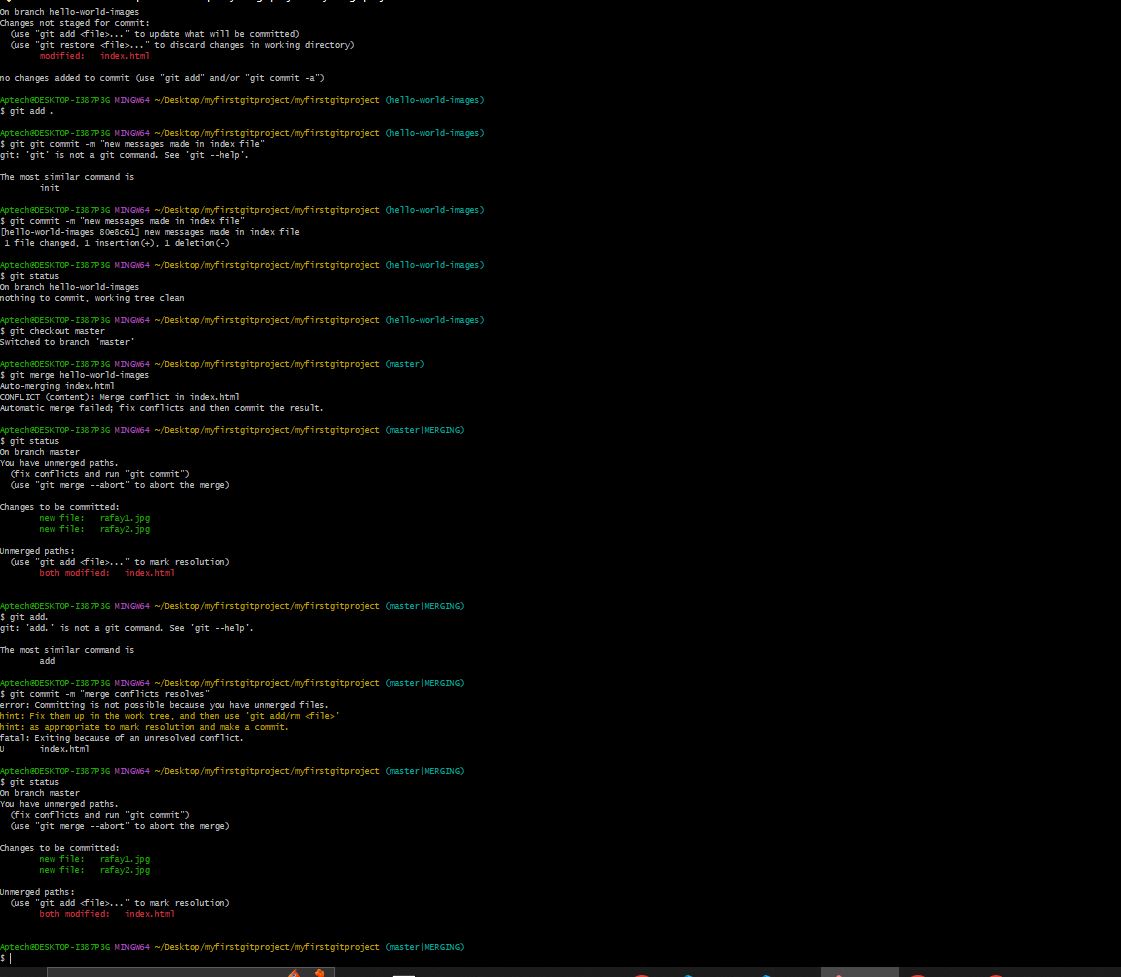 On branch hello-world-images
Changes not staged for commit:
  (use "git add <file>..." to update what will be committed)
  (use "git restore <file>..." to discard changes in working directory)
        modified:   index.html

no changes added to commit (use "git add" and/or "git commit -a")

Aptech@DESKTOP-I387P3G MINGW64 ~/Desktop/myfirstgitproject/myfirstgitproject (hello-world-images)
$ git add .

Aptech@DESKTOP-I387P3G MINGW64 ~/Desktop/myfirstgitproject/myfirstgitproject (hello-world-images)
$ git git commit -m "new messages made in index file"
git: 'git' is not a git command. See 'git --help'.

The most similar command is
        init

Aptech@DESKTOP-I387P3G MINGW64 ~/Desktop/myfirstgitproject/myfirstgitproject (hello-world-images)
$ git commit -m "new messages made in index file"
[hello-world-images 80e8c61] new messages made in index file
 1 file changed, 1 insertion(+), 1 deletion(-)

Aptech@DESKTOP-I387P3G MINGW64 ~/Desktop/myfirstgitproject/myfirstgitproject (hello-world-images)
$ git status
On branch hello-world-images
nothing to commit, working tree clean

Aptech@DESKTOP-I387P3G MINGW64 ~/Desktop/myfirstgitproject/myfirstgitproject (hello-world-images)
$ git checkout master
Switched to branch 'master'

Aptech@DESKTOP-I387P3G MINGW64 ~/Desktop/myfirstgitproject/myfirstgitproject (master)
$ git merge hello-world-images
Auto-merging index.html
CONFLICT (content): Merge conflict in index.html
Automatic merge failed; fix conflicts and then commit the result.

Aptech@DESKTOP-I387P3G MINGW64 ~/Desktop/myfirstgitproject/myfirstgitproject (master|MERGING)
$ git status
On branch master
You have unmerged paths.
  (fix conflicts and run "git commit")
  (use "git merge --abort" to abort the merge)

Changes to be committed:
        new file:   rafay1.jpg
        new file:   rafay2.jpg

Unmerged paths:
  (use "git add <file>..." to mark resolution)
        both modified:   index.html


Aptech@DESKTOP-I387P3G MINGW64 ~/Desktop/myfirstgitproject/myfirstgitproject (master|MERGING)
$ git add.
git: 'add.' is not a git command. See 'git --help'.

The most similar command is
        add

Aptech@DESKTOP-I387P3G MINGW64 ~/Desktop/myfirstgitproject/myfirstgitproject (master|MERGING)
$ git commit -m "merge conflicts resolves"
error: Committing is not possible because you have unmerged files.
hint: Fix them up in the work tree, and then use 'git add/rm <file>'
hint: as appropriate to mark resolution and make a commit.
fatal: Exiting because of an unresolved conflict.
U       index.html

Aptech@DESKTOP-I387P3G MINGW64 ~/Desktop/myfirstgitproject/myfirstgitproject (master|MERGING)
$ git status
On branch master
You have unmerged paths.
  (fix conflicts and run "git commit")
  (use "git merge --abort" to abort the merge)

Changes to be committed:
        new file:   rafay1.jpg
        new file:   rafay2.jpg

Unmerged paths:
  (use "git add <file>..." to mark resolution)
        both modified:   index.html


Aptech@DESKTOP-I387P3G MINGW64 ~/Desktop/myfirstgitproject/myfirstgitproject (master|MERGING)
$